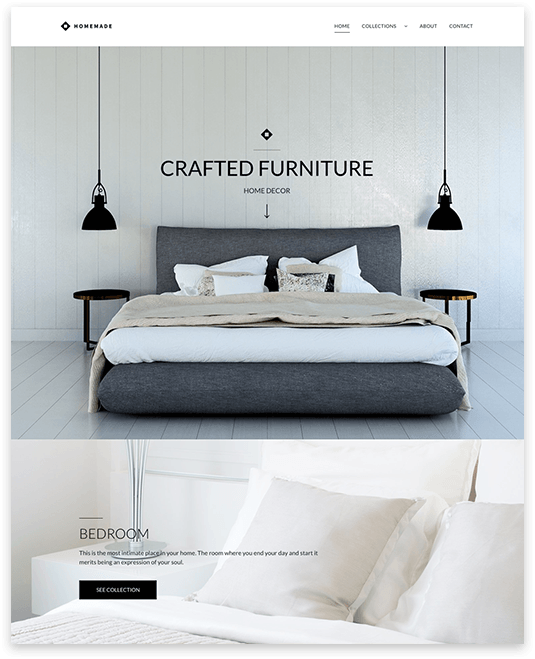 HOMEMADE
HOME COLLECTIONS ABOUT CONTACT
CRAFTED FURNITURE
HOME DECOR
BEDROOM
This is the most intimate place in your home. The room where you end your day and start it
merits being an expression of your soul.
SEE COLLECTION